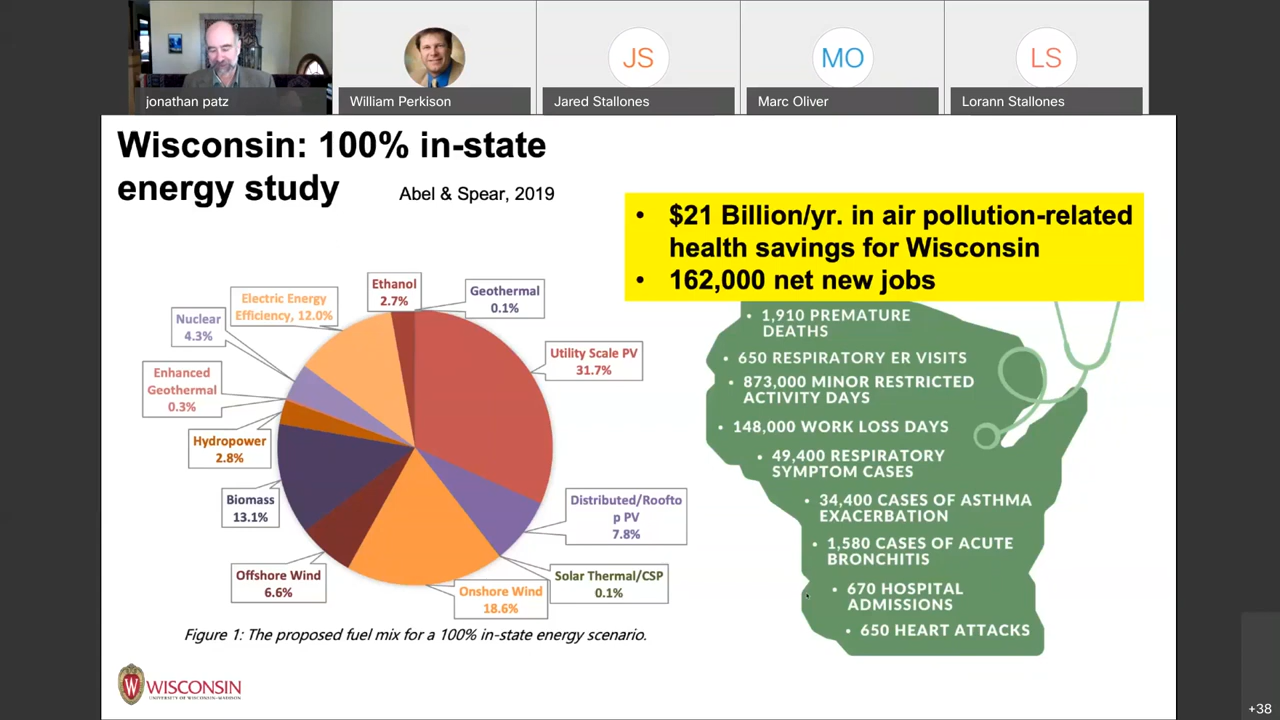 JS
MO
LS
jonathan patz
William Perkison
Jared Stallones
Marc Oliver
Lorann Stallones
Wisconsin: 100% in-state
energy study
Abel & Spear, 2019
• $21 Billion/yr. in air pollution-related
health savings for Wisconsin
• 162,000 net new jobs
Ethanol
2.7%
Geothermal
0.1%
Electric Energy
Efficiency, 12.0%
Nuclear
4.3%
Utility Scale PV
31.7%
Enhanced
Geothermal
0.3%
Hydropower
2.8%
Biomass
13.1%
Distributed/Roofto
p PV
7.8%
Offshore Wind
6.6%
Onshore Wind
18.6%
Solar Thermal/CSP
0.1%
Figure 1: The proposed fuel mix for a 100% in-state energy scenario.
• 1,910 PREMATURE
DEATHS
• 650 RESPIRATORY ER VISITS
• 873,000 MINOR RESTRICTED
ACTIVITY DAYS
• 148,000 WORK LOSS DAYS
• 49,400 RESPIRATORY
SYMPTOM CASES
• 34,400 CASES OF ASTHMA
EXACERBATION
• 1,580 CASES OF ACUTE
BRONCHITIS
• 670 HOSPITAL
ADMISSIONS
• 650 HEART ATTACKS
W
WISCONSIN
UNIVERSITY OF WISCONSIN–MADISON
+38